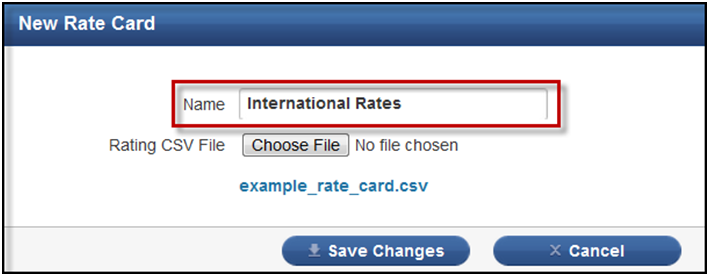 New Rate Card
Name International Rates
Rating CSV File Choose File No file chosen
example_rate_card.csv
Save Changes Cancel